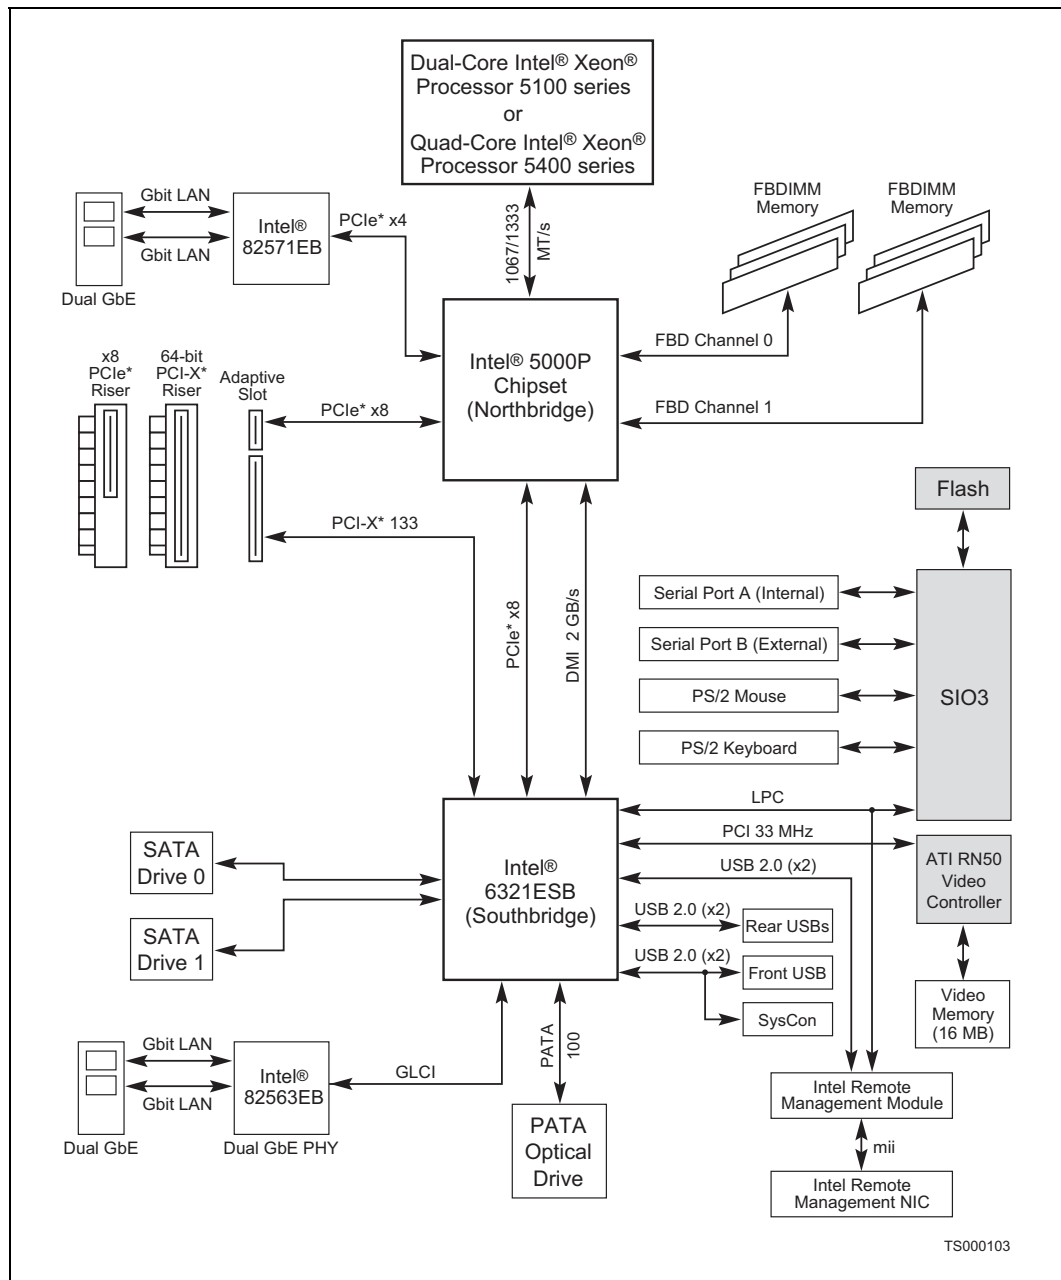 Dual-Core Intel® Xeon®
Processor 5100 series
or
Quad-Core Intel® Xeon®
Processor 5400 series
Gbit LAN
Gbit LAN
Dual GbE
Intel®
82571EB
PCIe* x4
1067/1333
MT/s
FBDIMM
Memory
FBDIMM
Memory
x8
PCIe*
Riser
64-bit
PCI-X*
Riser
Adaptive
Slot
PCIe* x8
Intel® 5000P
Chipset
(Northbridge)
FBD Channel 0
FBD Channel 1
PCI-X* 133
PCIe* x8
DMI 2 GB/s
Flash
Serial Port A (Internal)
Serial Port B (External)
PS/2 Mouse
PS/2 Keyboard
SIO3
LPC
PCI 33 MHz
USB 2.0 (x2)
SATA
Drive 0
SATA
Drive 1
Intel®
6321ESB
(Southbridge)
USB 2.0 (x2)
Rear USBs
USB 2.0 (x2)
Front USB
SysCon
ATI RN50
Video
Controller
Video
Memory
(16 MB)
Gbit LAN
Gbit LAN
Dual GbE
Intel®
82563EB
Dual GbE PHY
GLCI
PATA
100
PATA
Optical
Drive
Intel Remote
Management Module
mii
Intel Remote
Management NIC
TS000103